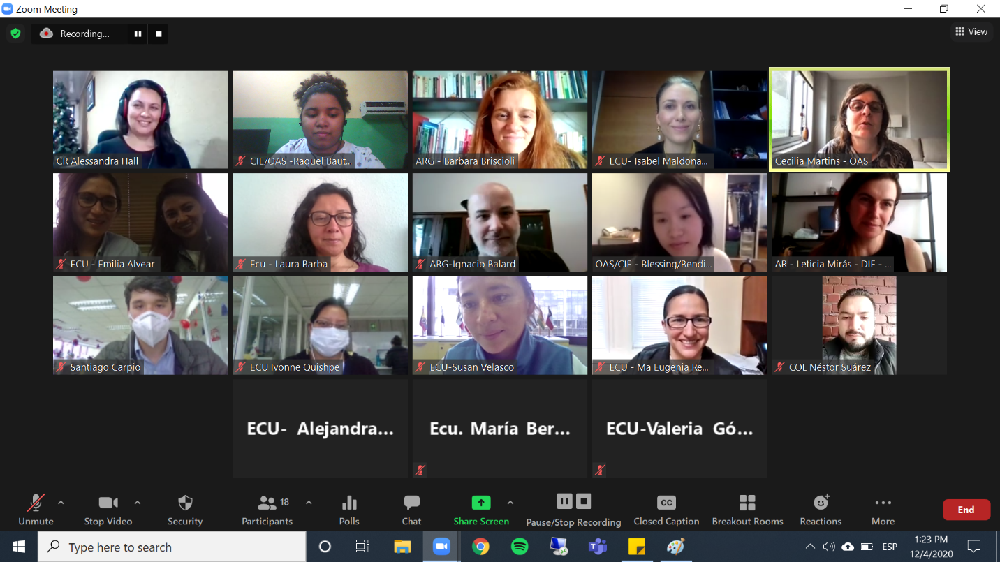 Zoom Meeting
Recording...
View
CR Alessandra Hall
CIE/OAS -Raquel Baut...
ARG - Bárbara Briscioli
ECU- Isabel Maldona...
Cecilia Martins - OAS
ECU - Emilia Alvear
Ecu - Laura Barba
ARG-Ignacio Balard
OAS/CIE - Blessing/Bendi...
AR - Leticia Mirás - DIE - ...
Santiago Carpio
ECU Ivonne Quishpe
ECU-Susan Velasco
ECU - Ma Eugenia Re...
COL Néstor Suárez
ECU- Alejandra...
Ecu. María Ber...
ECU-Valeria Gó...
Unmute
Stop Video
Security
18
Participants
Polls
Chat
Share Screen
Pause/Stop Recording
CC
Closed Caption
Breakout Rooms
Reactions
More
End
Type here to search
ESP
1:23 PM
12/4/2020